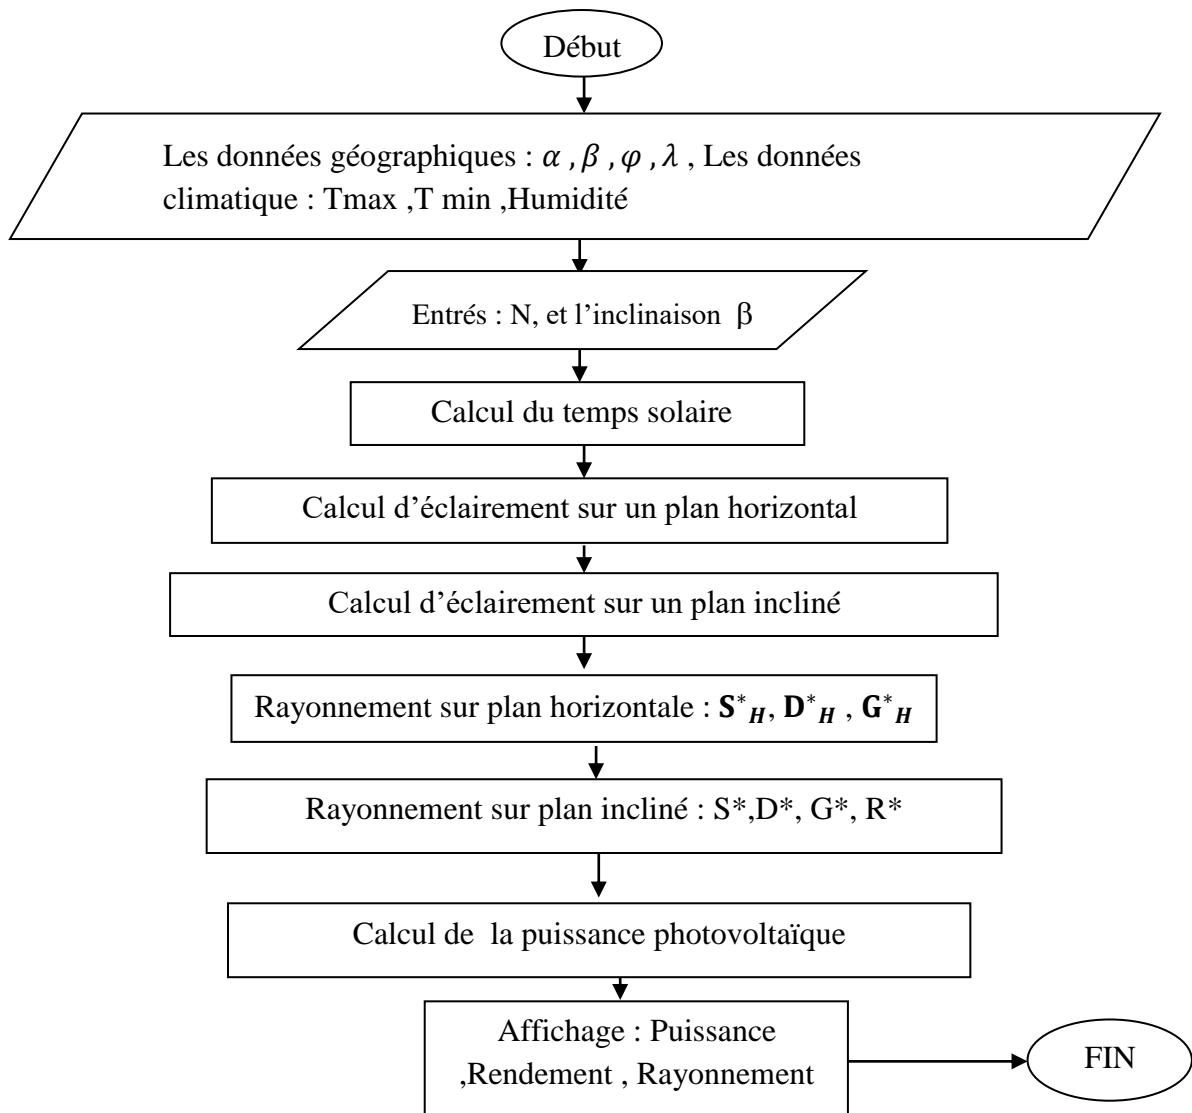 Début
Les données géographiques : α , β , φ , λ , Les données
climatique : Tmax ,T min ,Humidité
Entrés : N, et l’inclinaison β
Calcul du temps solaire
Calcul d’éclairement sur un plan horizontal
Calcul d’éclairement sur un plan incliné
Rayonnement sur plan horizontale : S*H, D*H , G*H
Rayonnement sur plan incliné : S*,D*, G*, R*
Calcul de la puissance photovoltaïque
Affichage : Puissance
,Rendement , Rayonnement
FIN